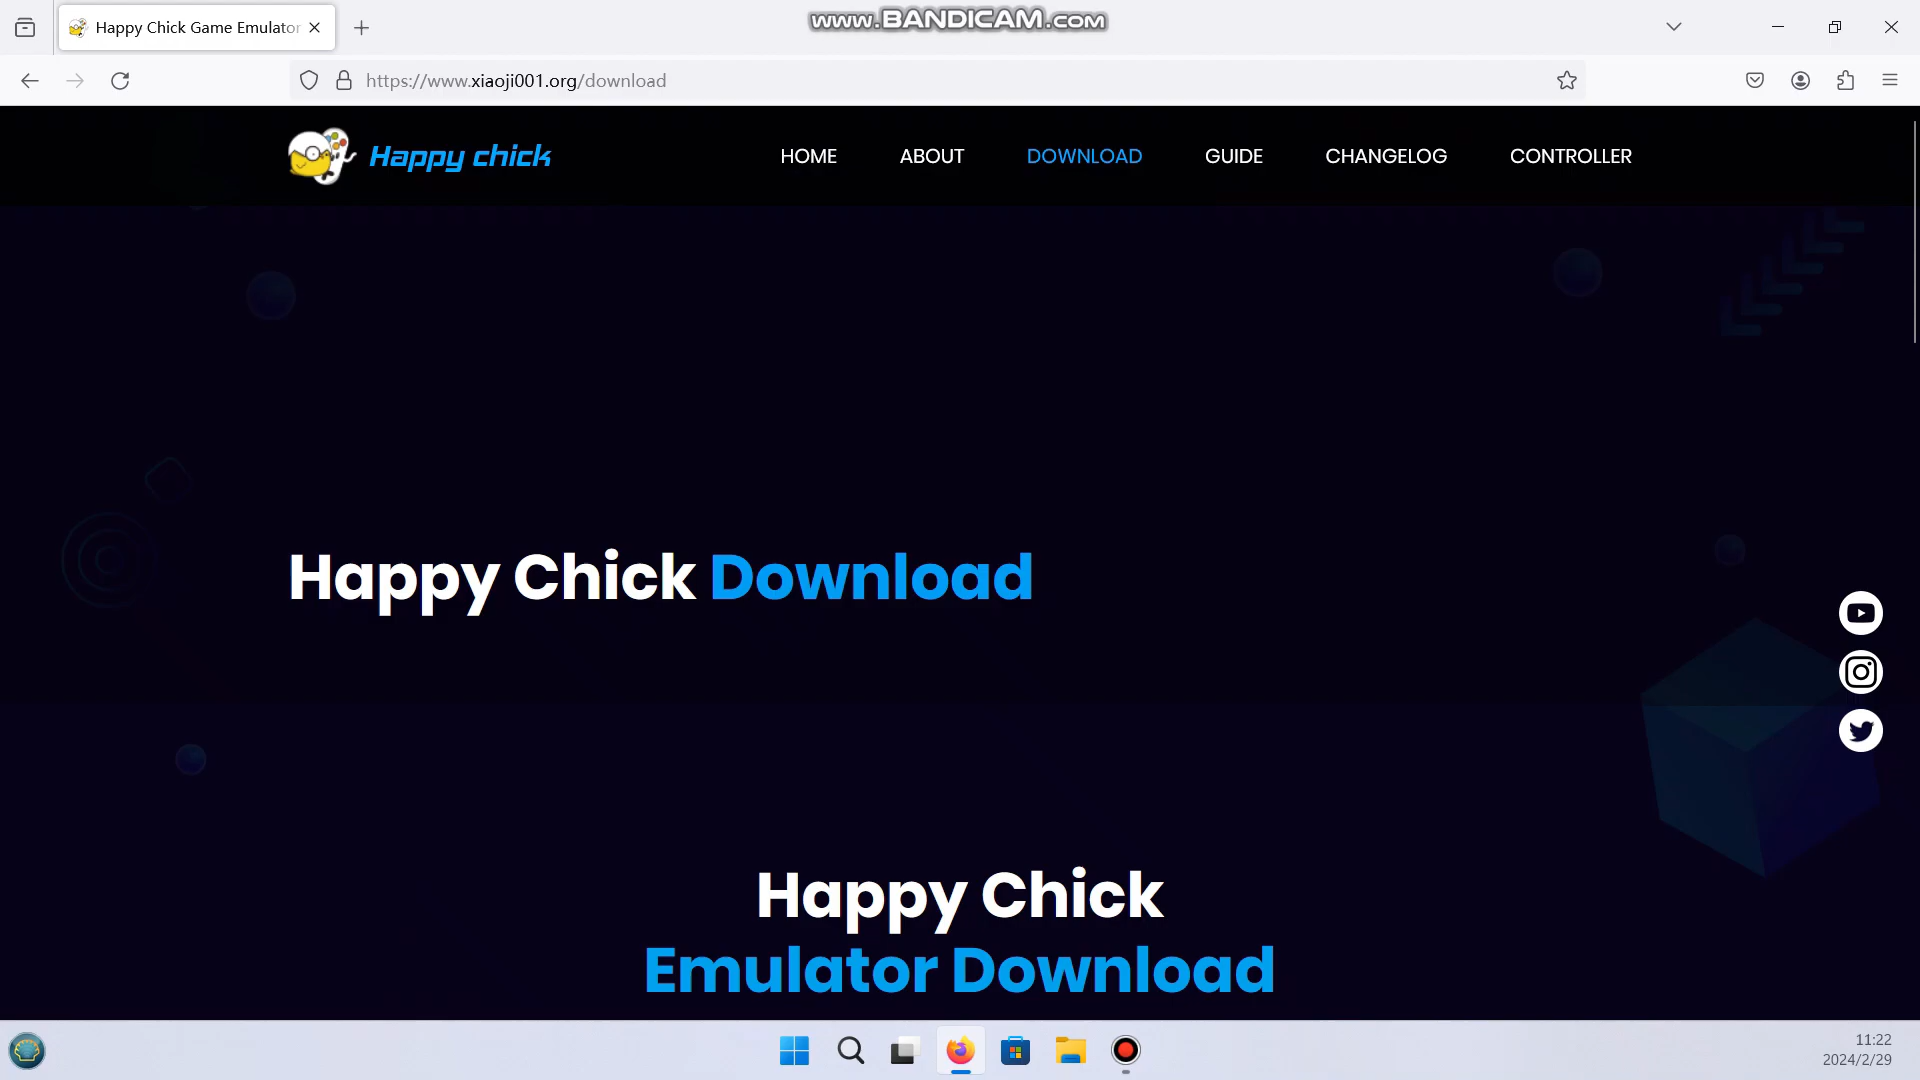 Happy Chick Game Emulator
www.BANDICAM.com
https://www.xiaoji001.org/download
Happy chick
HOME
ABOUT
DOWNLOAD
GUIDE
CHANGELOG
CONTROLLER
Happy Chick Download
Happy Chick
Emulator Download
11:22
2024/2/29